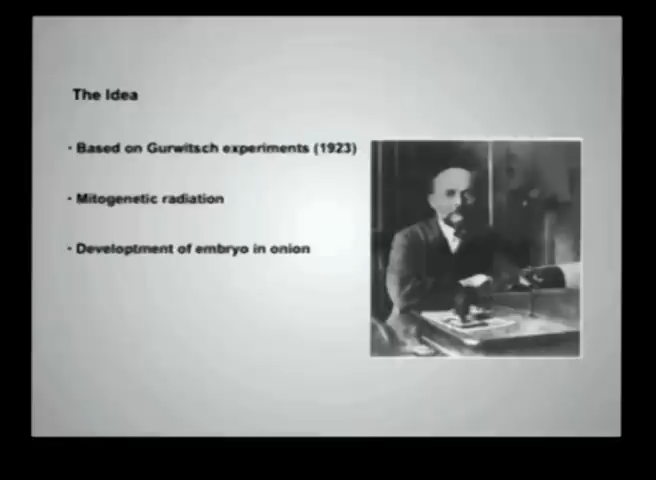 The Idea
· Based on Gurwitsch experiments (1923)
· Mitogenetic radiation
· Developtment of embryo in onion